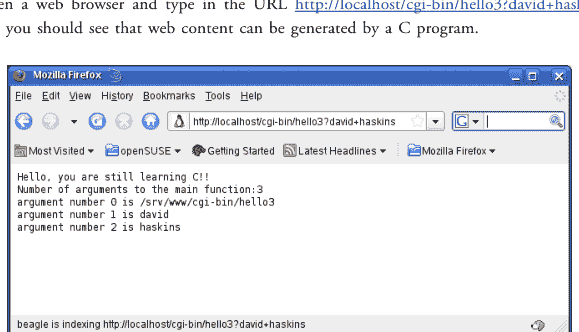 en a web browser and type in the URL http://localhost/cgi-bin/hello3?david+hask
you should see that web content can be generated by a C program.
Mozilla Firefox
File Edit View History Bookmarks Tools Help
http://localhost/cgi-bin/hello3?david+haskins G
Most Visited openSUSE Getting Started Latest Headlines Mozilla Firefox
Hello, you are still learning C!!
Number of arguments to the main function:3
argument number 0 is /srv/www/cgi-bin/hello3
argument number 1 is david
argument number 2 is haskins
beagle is indexing http://localhost/cgi-bin/hello3?david+haskins